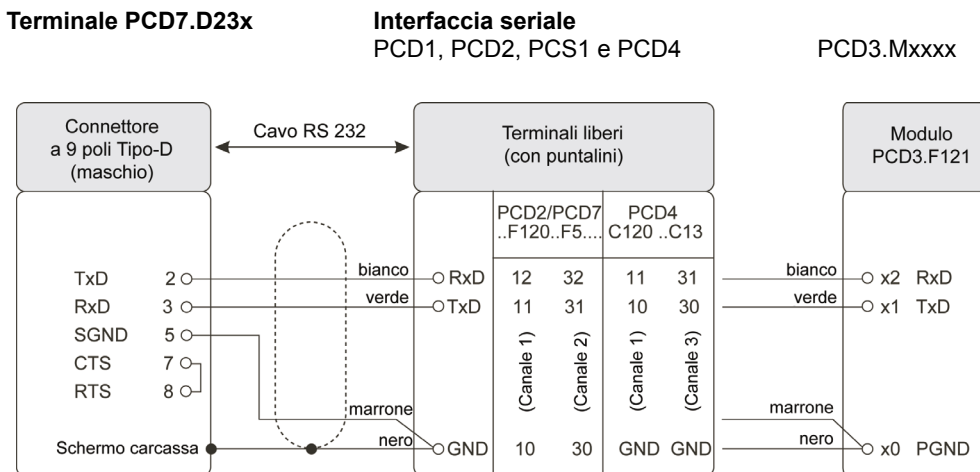 Terminale PCD7.D23x
Interfaccia seriale
PCD1, PCD2, PCS1 e PCD4
PCD3.Mxxxx
Connettore
a 9 poli Tipo-D
(maschio)
Cavo RS 232
Terminali liberi
(con puntalini)
Modulo
PCD3.F121
PCD2/PCD7
..F120..F5....
PCD4
C120 ..C13
TxD 2 bianco RxD 12 32 11 31 bianco x2 RxD
RxD 3 verde TxD 11 31 10 30 verde x1 TxD
SGND 5
CTS 7
RTS 8
(Canale 1)
(Canale 2)
(Canale 1)
(Canale 3)
marrone
marrone
Schermo carcassa nero GND 10 30 GND GND nero x0 PGND